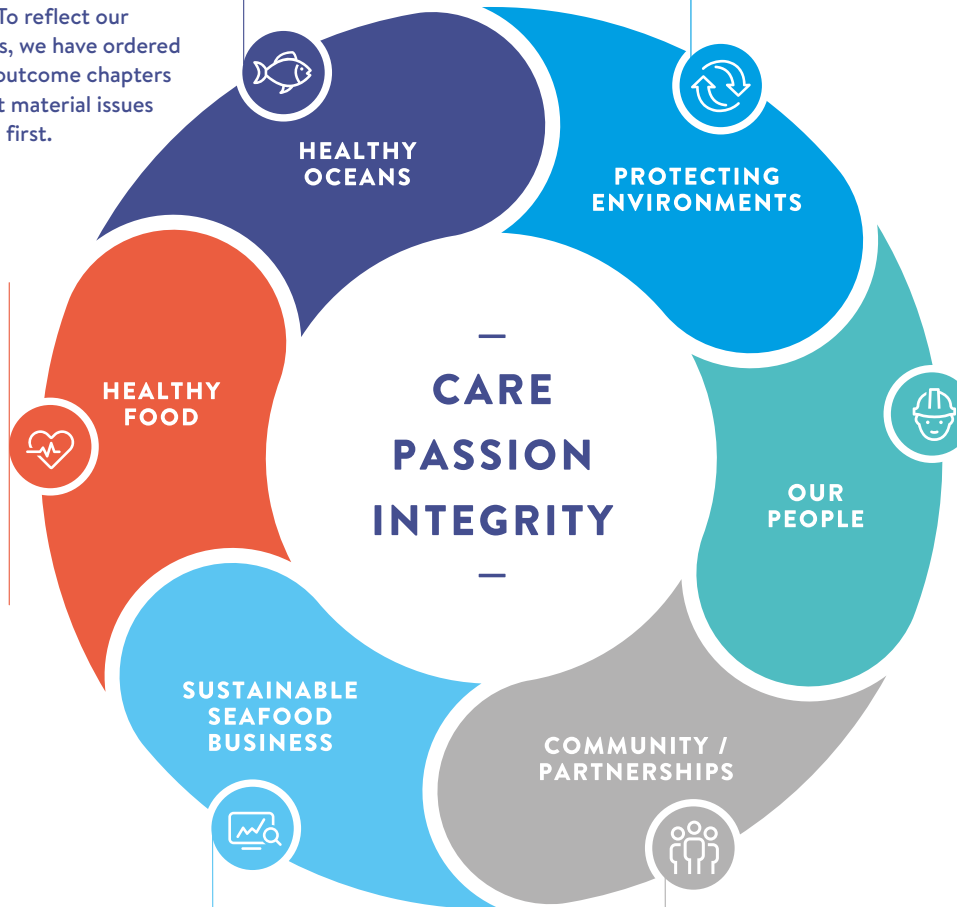 To reflect our
s, we have ordered
outcome chapters
t material issues
first.
HEALTHY
OCEANS
PROTECTING
ENVIRONMENTS
HEALTHY
FOOD
CARE
PASSION
INTEGRITY
OUR
PEOPLE
SUSTAINABLE
SEAFOOD
BUSINESS
COMMUNITY /
PARTNERSHIPS